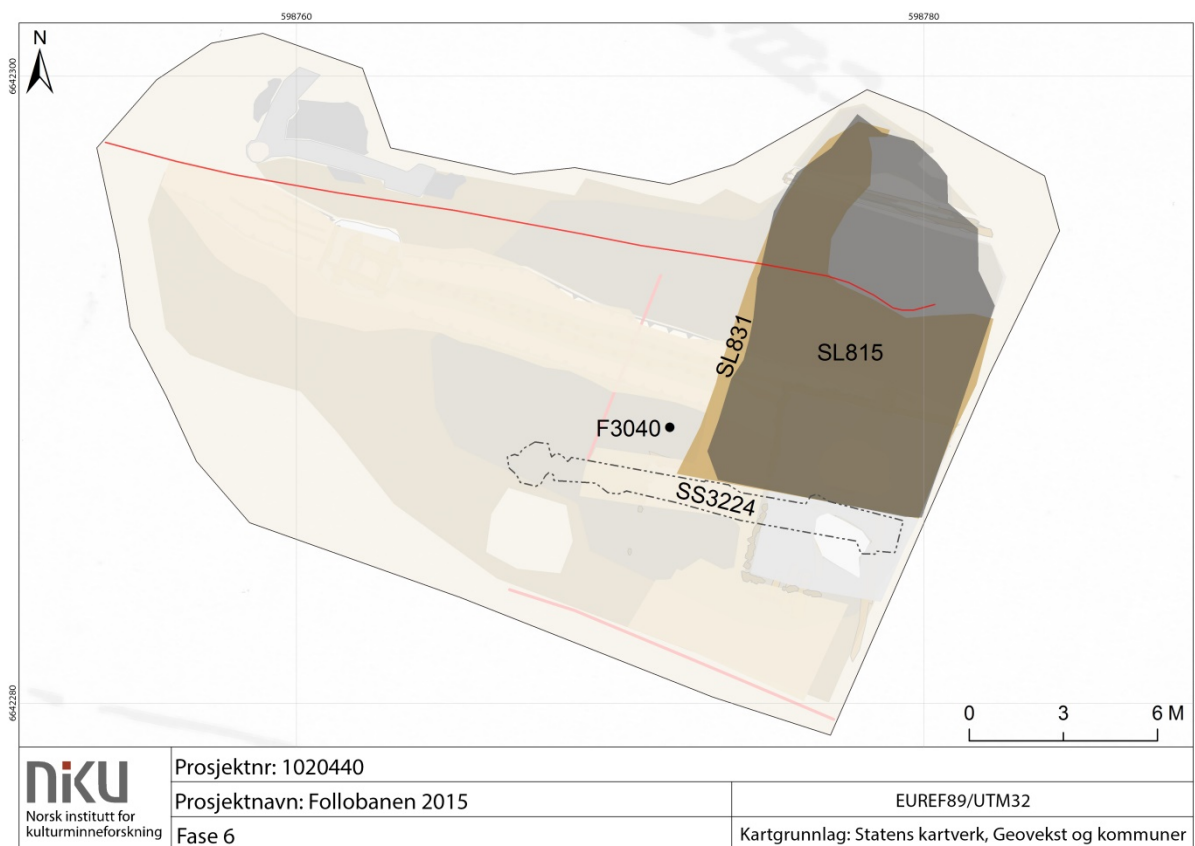 598760
598780
N
6642300
SL831
SL815
F3040
SS3224
6642280
0 3 6 M
NIKU
Norsk institutt for
kulturminneforskning
Prosjektnr: 1020440
Prosjektnavn: Follobanen 2015
EUREF89/UTM32
Fase 6
Kartgrunnlag: Statens kartverk, Geovekst og kommuner